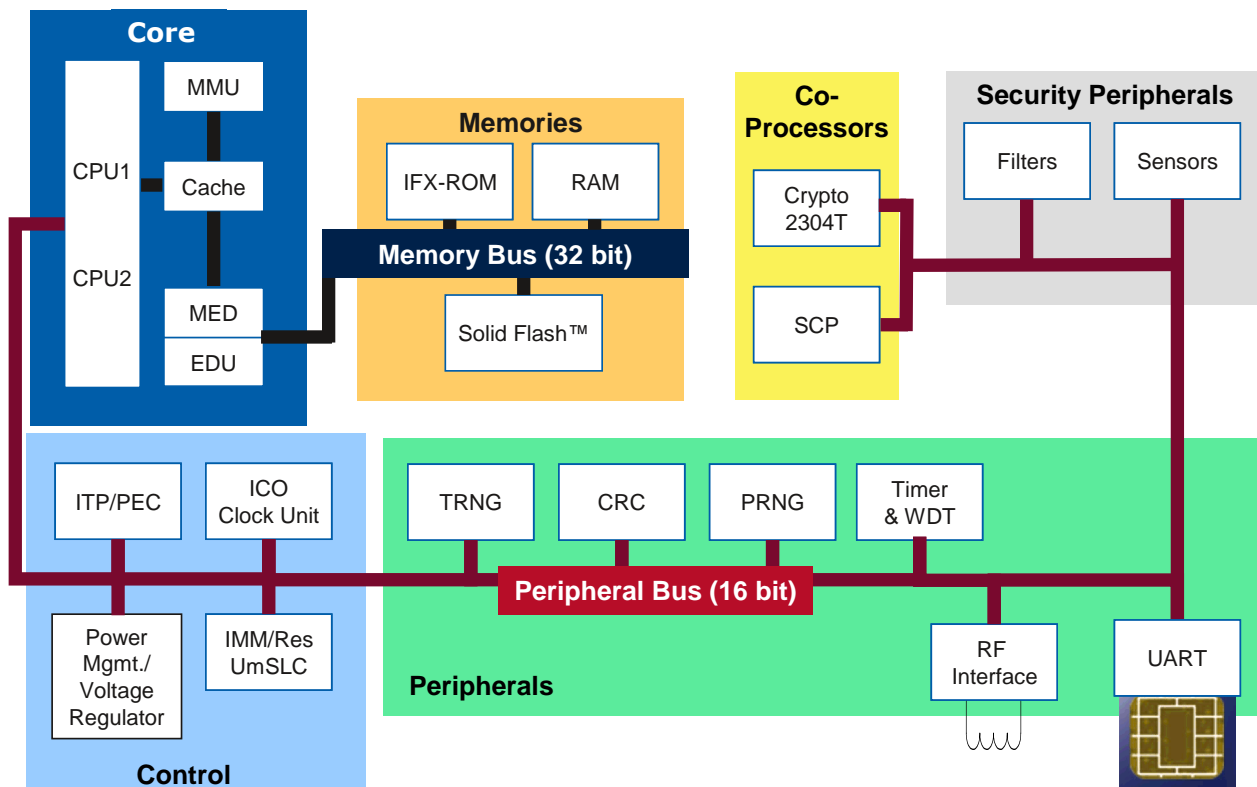 Core
MMU
CPU1
Cache
CPU2
MED
EDU
Memories
IFX-ROM
RAM
Memory Bus (32 bit)
Solid Flash™
Co-
Processors
Crypto
2304T
SCP
Security Peripherals
Filters
Sensors
ITP/PEC
ICO
Clock Unit
Power
Mgmt./
Voltage
Regulator
IMM/Res
UmSLC
Control
TRNG
CRC
PRNG
Timer
& WDT
Peripheral Bus (16 bit)
RF
Interface
UART
Peripherals